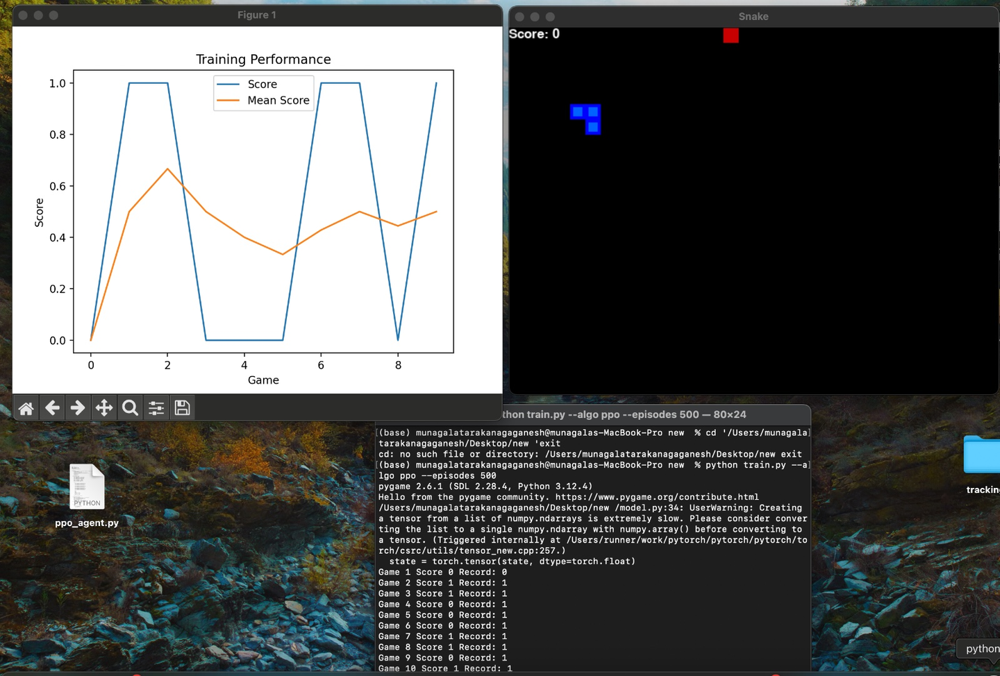 Figure 1
Training Performance
Score
Mean Score
1.0
0.8
0.6
0.4
0.2
0.0
Score
0 2 4 6 8
Game
Snake
Score: 0
thon train.py --algo ppo --episodes 500 — 80×24
(base) munagalatarakanagaganesh@munagalas-MacBook-Pro new  % cd '/Users/munagala
tarakanagaganesh/Desktop/new 'exit
cd: no such file or directory: /Users/munagalatarakanagaganesh/Desktop/new exit
(base) munagalatarakanagaganesh@munagalas-MacBook-Pro new  % python train.py --a
lgo ppo --episodes 500
pygame 2.6.1 (SDL 2.28.4, Python 3.12.4)
Hello from the pygame community. https://www.pygame.org/contribute.html
/Users/munagalatarakanagaganesh/Desktop/new /model.py:34: UserWarning: Creating
a tensor from a list of numpy.ndarrays is extremely slow. Please consider conver
ting the list to a single numpy.ndarray with numpy.array() before converting to
a tensor. (Triggered internally at /Users/runner/work/pytorch/pytorch/pytorch/to
rch/csrc/utils/tensor_new.cpp:257.)
  state = torch.tensor(state, dtype=torch.float)
Game 1 Score 0 Record: 0
Game 2 Score 1 Record: 1
Game 3 Score 1 Record: 1
Game 4 Score 0 Record: 1
Game 5 Score 0 Record: 1
Game 6 Score 0 Record: 1
Game 7 Score 1 Record: 1
Game 8 Score 1 Record: 1
Game 9 Score 0 Record: 1
Game 10 Score 1 Record: 1
PYTHON
ppo_agent.py
tracking
python